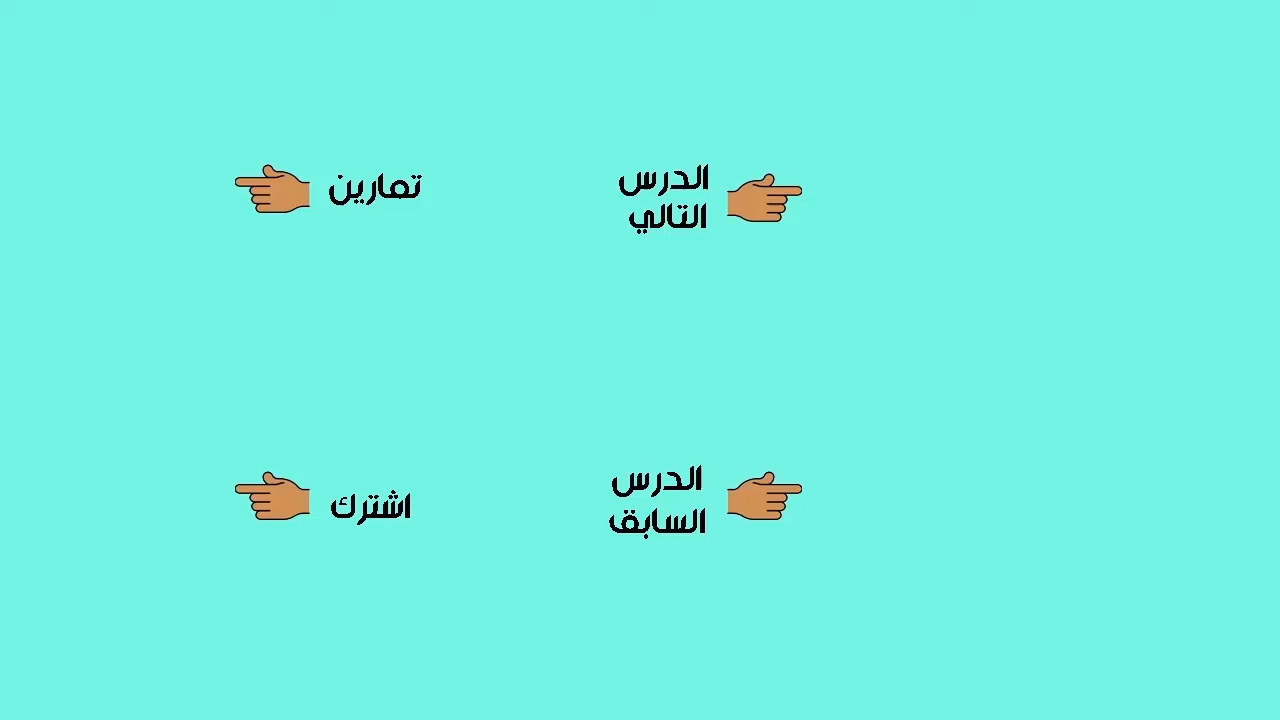 الدرس
التالي
تمارين
الدرس
السابق
اشترك